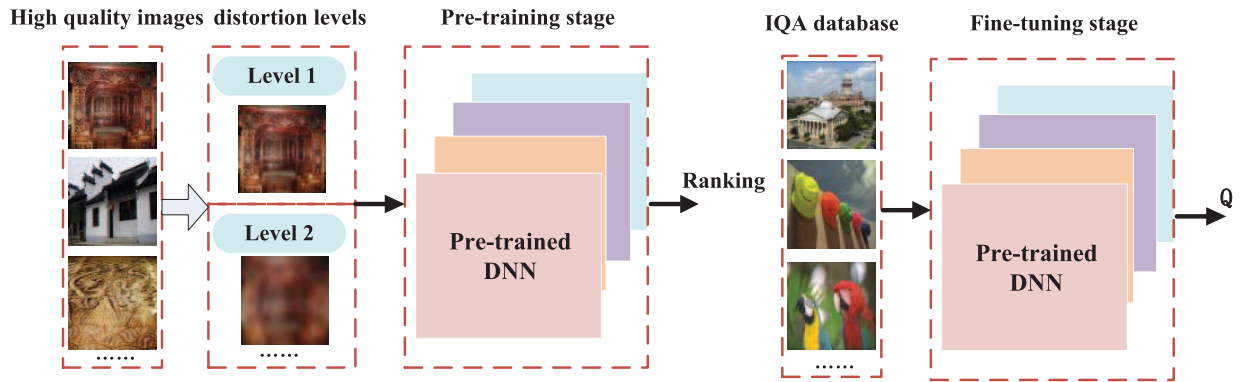 High quality images
distortion levels
Pre-training stage
IQA database
Fine-tuning stage
Level 1
Level 2
......
......
Pre-trained
DNN
Ranking
......
Pre-trained
DNN
Q